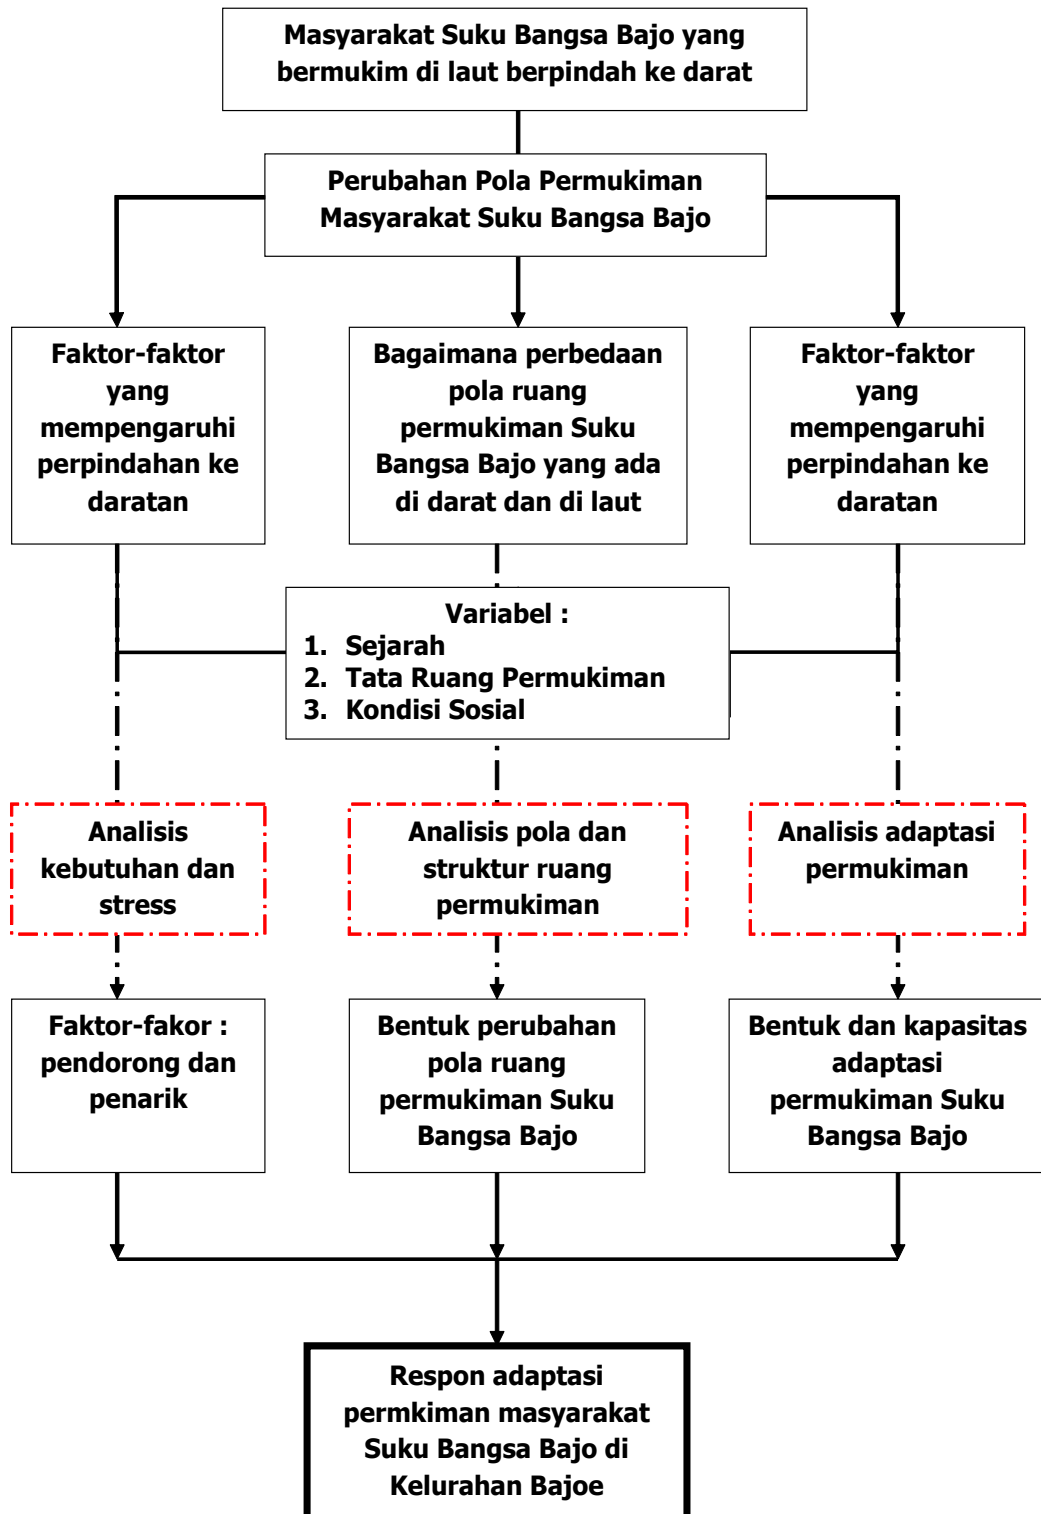 Masyarakat Suku Bangsa Bajo yang
bermukim di laut berpindah ke darat
Perubahan Pola Permukiman
Masyarakat Suku Bangsa Bajo
Faktor-faktor
yang
mempengaruhi
perpindahan ke
daratan
Bagaimana perbedaan
pola ruang
permukiman Suku
Bangsa Bajo yang ada
di darat dan di laut
Faktor-faktor
yang
mempengaruhi
perpindahan ke
daratan
Variabel :
1. Sejarah
2. Tata Ruang Permukiman
3. Kondisi Sosial
Analisis
kebutuhan dan
stress
Analisis pola dan
struktur ruang
permukiman
Analisis adaptasi
permukiman
Faktor-fakor :
pendorong dan
penarik
Bentuk perubahan
pola ruang
permukiman Suku
Bangsa Bajo
Bentuk dan kapasitas
adaptasi
permukiman Suku
Bangsa Bajo
Respon adaptasi
permkiman masyarakat
Suku Bangsa Bajo di
Kelurahan Bajoe